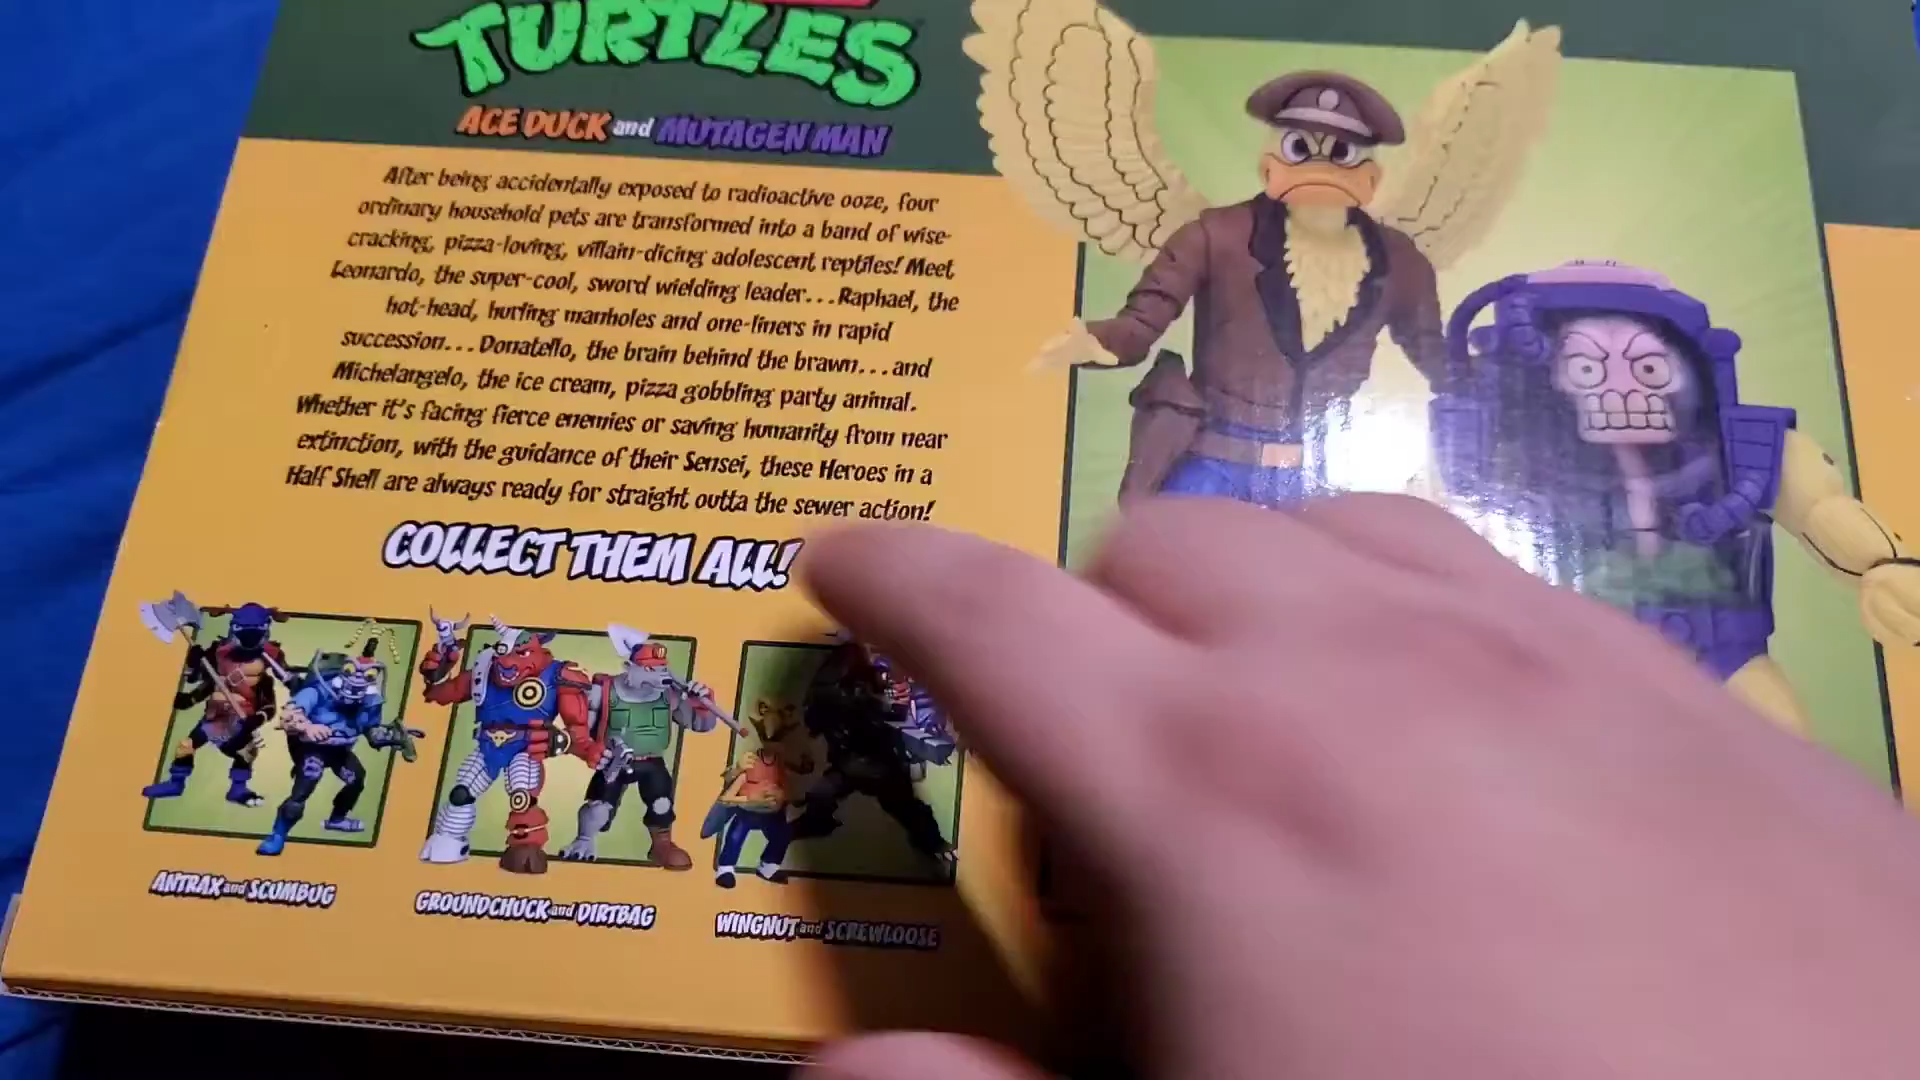 TURTLES
ACE DUCK and MUTAGEN MAN
After being accidentally exposed to radioactive ooze, four
ordinary household pets are transformed into a band of wise-
cracking, pizza-loving, villain-dicing adolescent reptiles! Meet
Leonardo, the super-cool, sword wielding leader...Raphael, the
hot-head, hurling manholes and one-liners in rapid
succession...Donatello, the brain behind the brawn...and
Michelangelo, the ice cream, pizza gobbling party animal.
Whether it's facing fierce enemies or saving humanity from near
extinction, with the guidance of their Sensei, these Heroes in a
Half Shell are always ready for straight outta the sewer action!
COLLECT THEM ALL!
ANTRAX and SCUMBUG
GROUNDCHUCK and DIRTBAG
WINGNUT and SCREWLOOSE